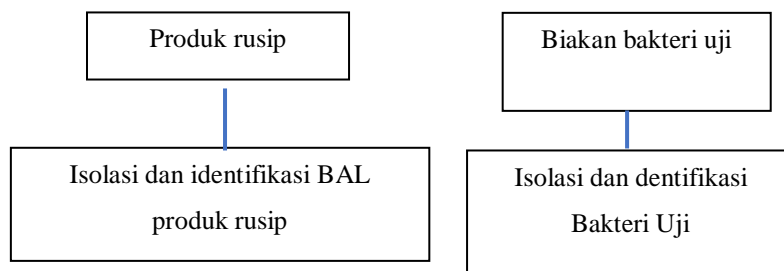 Produk rusip
Biakan bakteri uji
Isolasi dan identifikasi BAL
produk rusip
Isolasi dan dentifikasi
Bakteri Uji